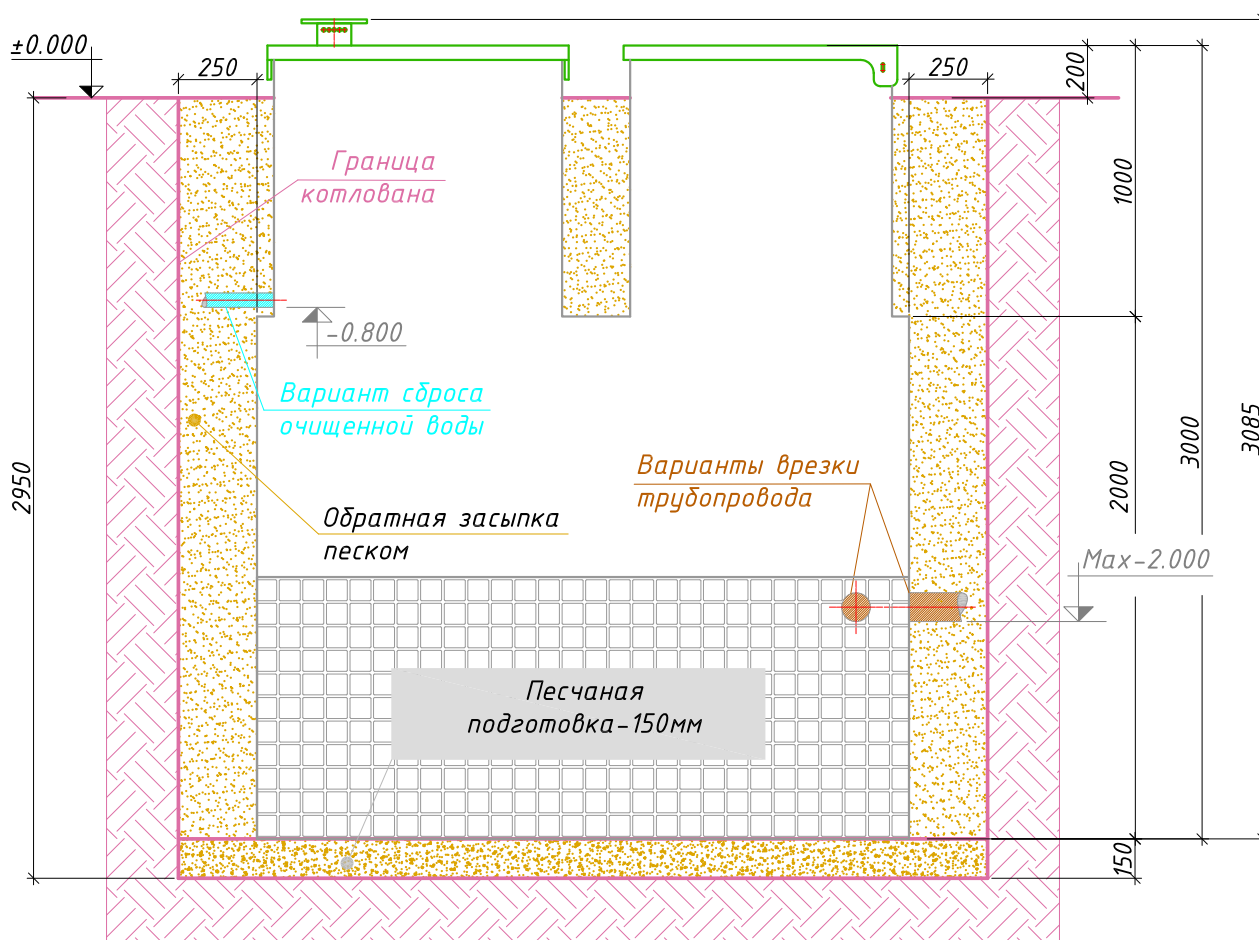 ±0.000
250
250
200
Граница
котлована
1000
-0.800
Вариант сброса
очищенной воды
3085
3000
2950
2000
Варианты врезки
трубопровода
Обратная засыпка
песком
Max-2.000
Песчаная
подготовка-150мм
150